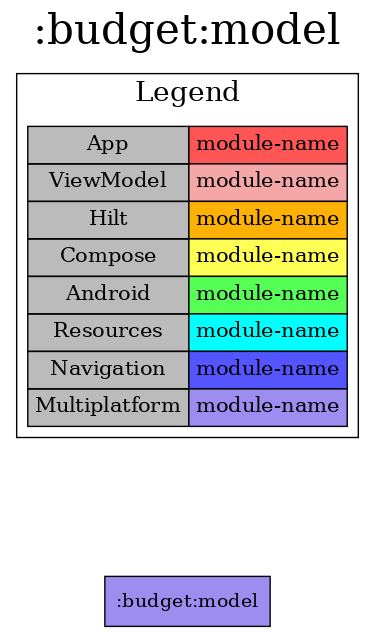 :budget:model
Legend
App module-name
ViewModel module-name
Hilt module-name
Compose module-name
Android module-name
Resources module-name
Navigation module-name
Multiplatform module-name
:budget:model